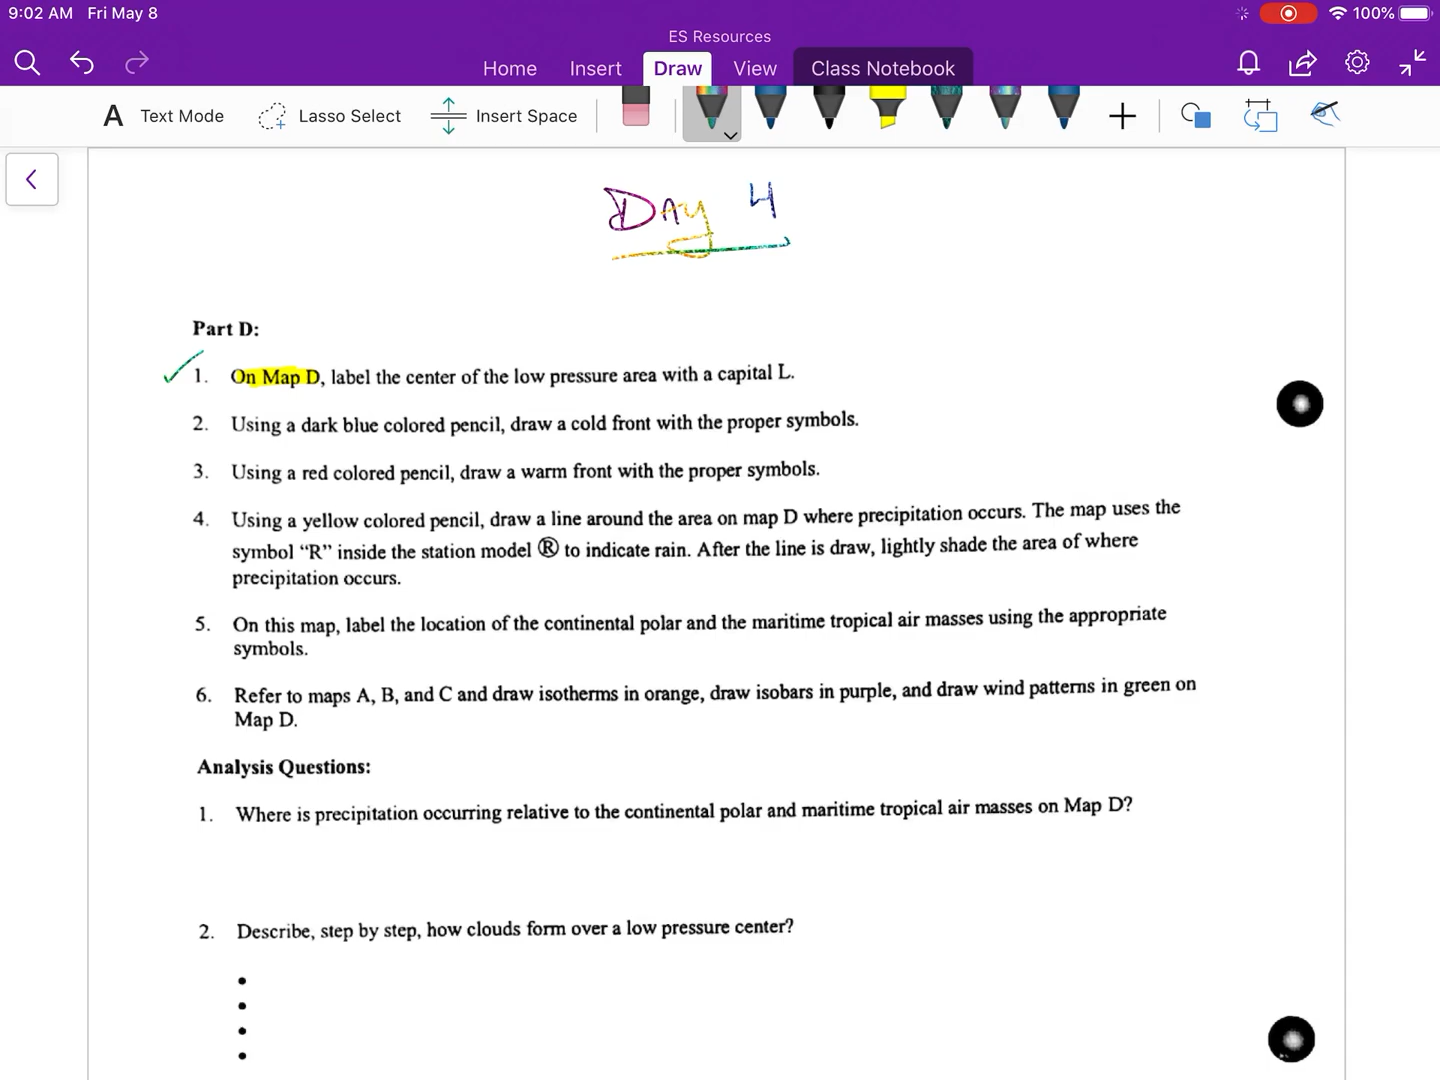 9:02 AM Fri May 8
100%
ES Resources
Home Insert Draw View Class Notebook
A Text Mode Lasso Select Insert Space
Day 4
Part D:
1. On Map D, label the center of the low pressure area with a capital L.
2. Using a dark blue colored pencil, draw a cold front with the proper symbols.
3. Using a red colored pencil, draw a warm front with the proper symbols.
4. Using a yellow colored pencil, draw a line around the area on map D where precipitation occurs. The map uses the
symbol “R” inside the station model Ⓡ to indicate rain. After the line is draw, lightly shade the area of where
precipitation occurs.
5. On this map, label the location of the continental polar and the maritime tropical air masses using the appropriate
symbols.
6. Refer to maps A, B, and C and draw isotherms in orange, draw isobars in purple, and draw wind patterns in green on
Map D.
Analysis Questions:
1. Where is precipitation occurring relative to the continental polar and maritime tropical air masses on Map D?
2. Describe, step by step, how clouds form over a low pressure center?